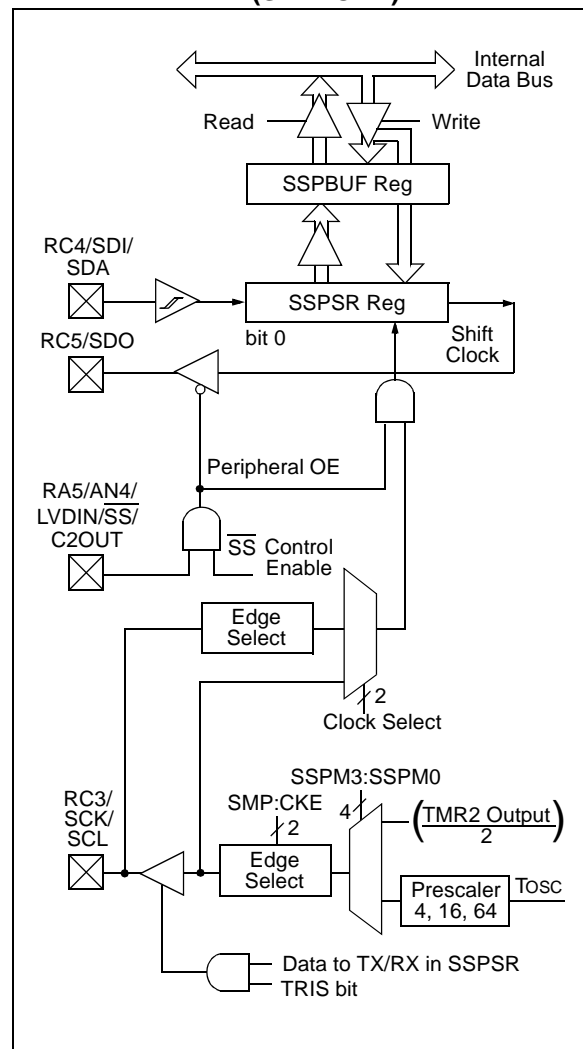 Internal
Data Bus
Read
Write
SSPBUF Reg
RC4/SDI/
SDA
SSPSR Reg
bit 0
Shift
Clock
RC5/SDO
Peripheral OE
RA5/AN4/
LVDIN/SS/
C2OUT
SS Control
Enable
Edge
Select
2
Clock Select
SSPM3:SSPM0
SMP:CKE
4
2
(TMR2 Output
2)
RC3/
SCK/
SCL
Edge
Select
Prescaler
4, 16, 64
TOSC
Data to TX/RX in SSPSR
TRIS bit